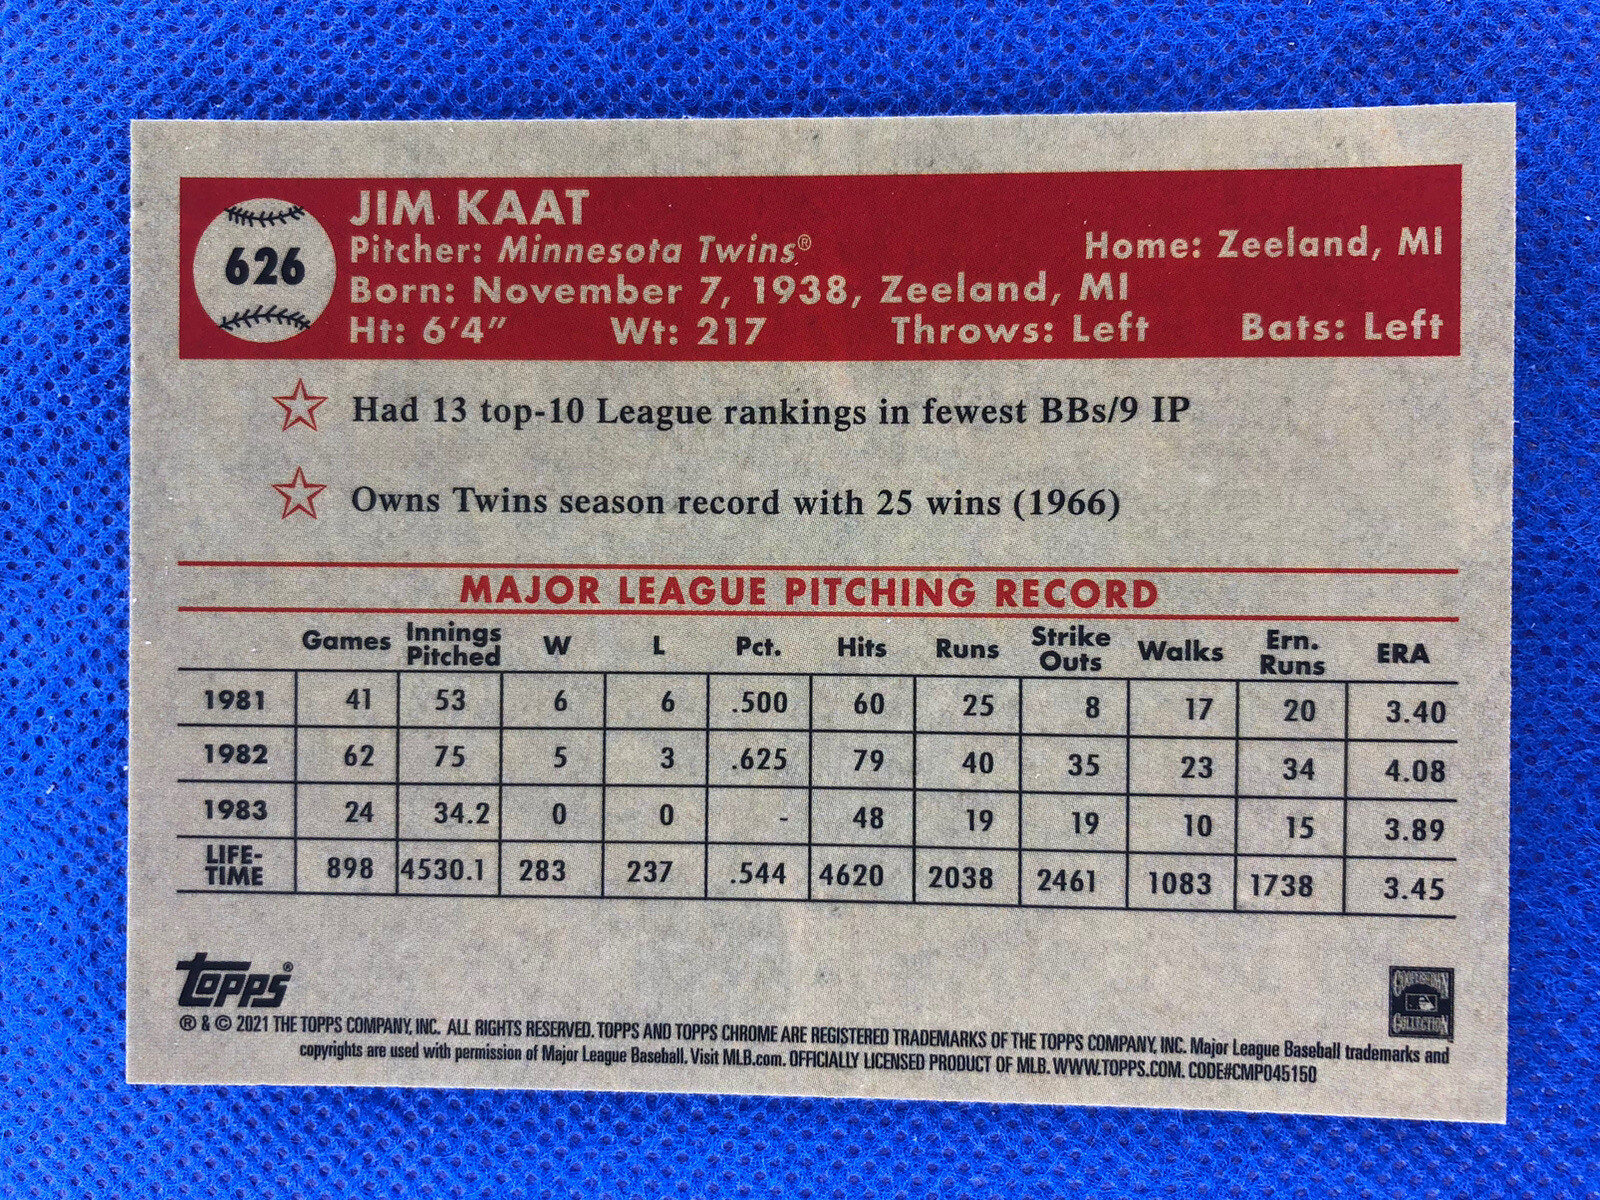 626
JIM KAAT
Pitcher: Minnesota Twins®
Home: Zeeland, MI
Born: November 7, 1938, Zeeland, MI
Ht: 6'4" Wt: 217 Throws: Left Bats: Left
Had 13 top-10 League rankings in fewest BBs/9 IP
Owns Twins season record with 25 wins (1966)
MAJOR LEAGUE PITCHING RECORD
Games Innings Pitched W L Pct. Hits Runs Strike Outs Walks Ern. Runs ERA
1981 41 53 6 6 .500 60 25 8 17 20 3.40
1982 62 75 5 3 .625 79 40 35 23 34 4.08
1983 24 34.2 0 0 - 48 19 19 10 15 3.89
LIFE-TIME 898 4530.1 283 237 .544 4620 2038 2461 1083 1738 3.45
Topps®
COOPERSTOWN
COLLECTION
® & © 2021 THE TOPPS COMPANY, INC. ALL RIGHTS RESERVED. TOPPS AND TOPPS CHROME ARE REGISTERED TRADEMARKS OF THE TOPPS COMPANY, INC. Major League Baseball trademarks and
copyrights are used with permission of Major League Baseball. Visit MLB.com. OFFICIALLY LICENSED PRODUCT OF MLB. WWW.TOPPS.COM. CODE#CMP045150